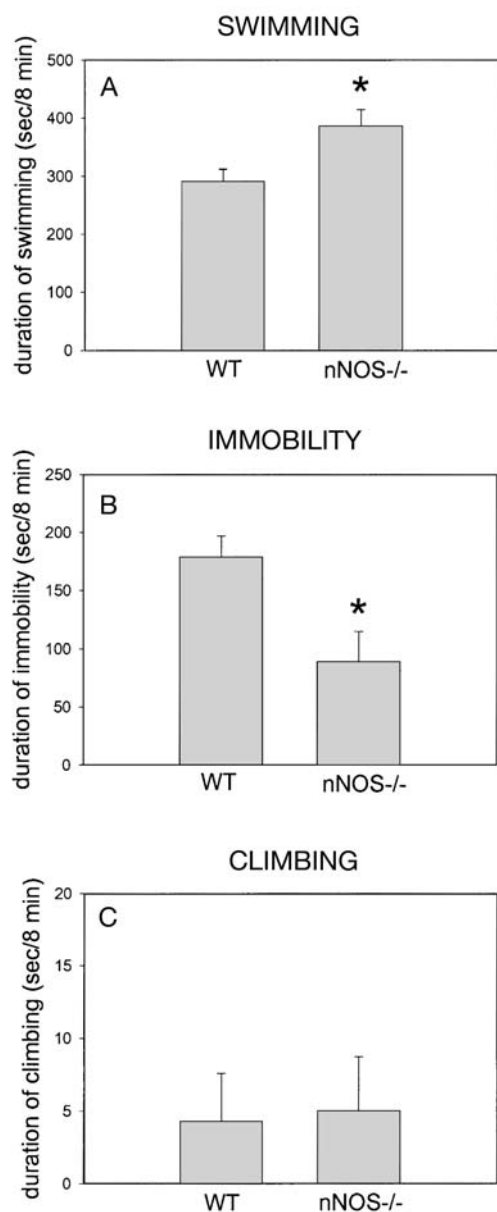 SWIMMING
A
*
duration of swimming (sec/8 min)
500
400
300
200
100
0
WT nNOS-/-
IMMOBILITY
B
*
duration of immobility (sec/8 min)
250
200
150
100
50
0
WT nNOS-/-
CLIMBING
C
duration of climbing (sec/8 min)
20
15
10
5
0
WT nNOS-/-